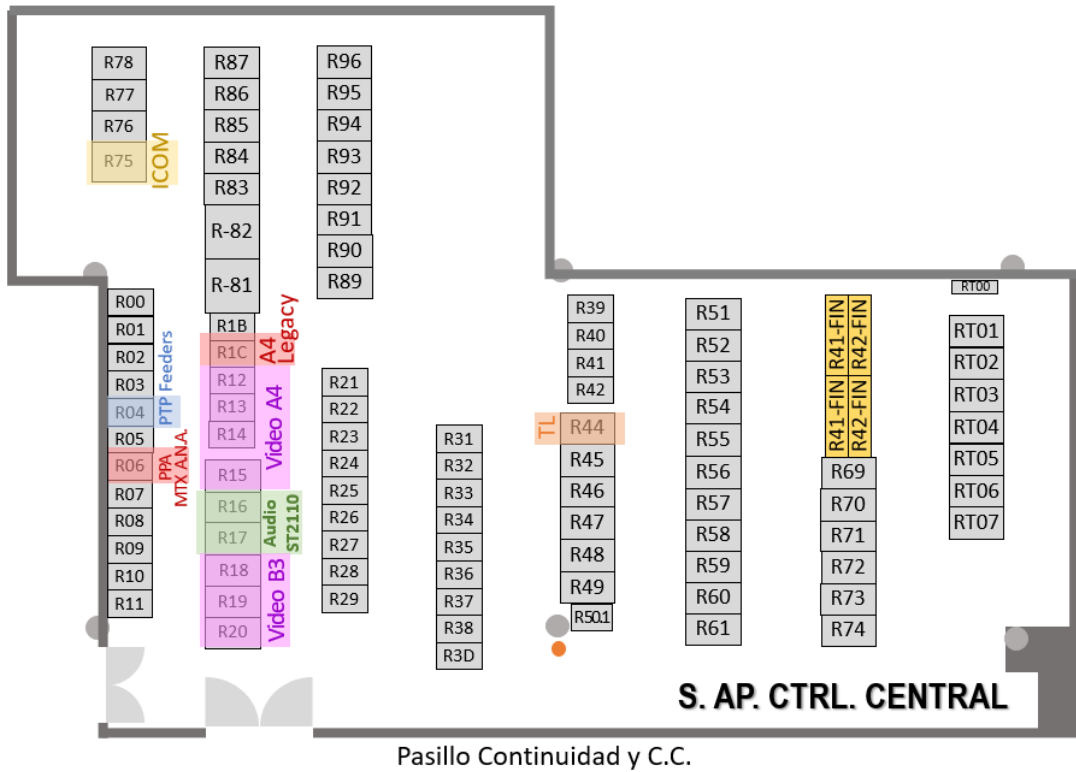 R78
R77
R76
R75
ICOM
R87
R86
R85
R84
R83
R-82
R-81
R96
R95
R94
R93
R92
R91
R90
R89
R00
R01
R02
R03
R04
R05
R06
R07
R08
R09
R10
R11
PTP Feeders
PPA
MTX A.N.A.
R1B
R1C
R12
R13
R14
R15
R16
R17
R18
R19
R20
A4
Legacy
Video A4
Audio
ST2110
Video B3
R21
R22
R23
R24
R25
R26
R27
R28
R29
R31
R32
R33
R34
R35
R36
R37
R38
R3D
R39
R40
R41
R42
TL
R44
R45
R46
R47
R48
R49
R50.1
R51
R52
R53
R54
R55
R56
R57
R58
R59
R60
R61
R41-FIN
R42-FIN
R41-FIN
R42-FIN
R69
R70
R71
R72
R73
R74
RT00
RT01
RT02
RT03
RT04
RT05
RT06
RT07
S. AP. CTRL. CENTRAL
Pasillo Continuidad y C.C.